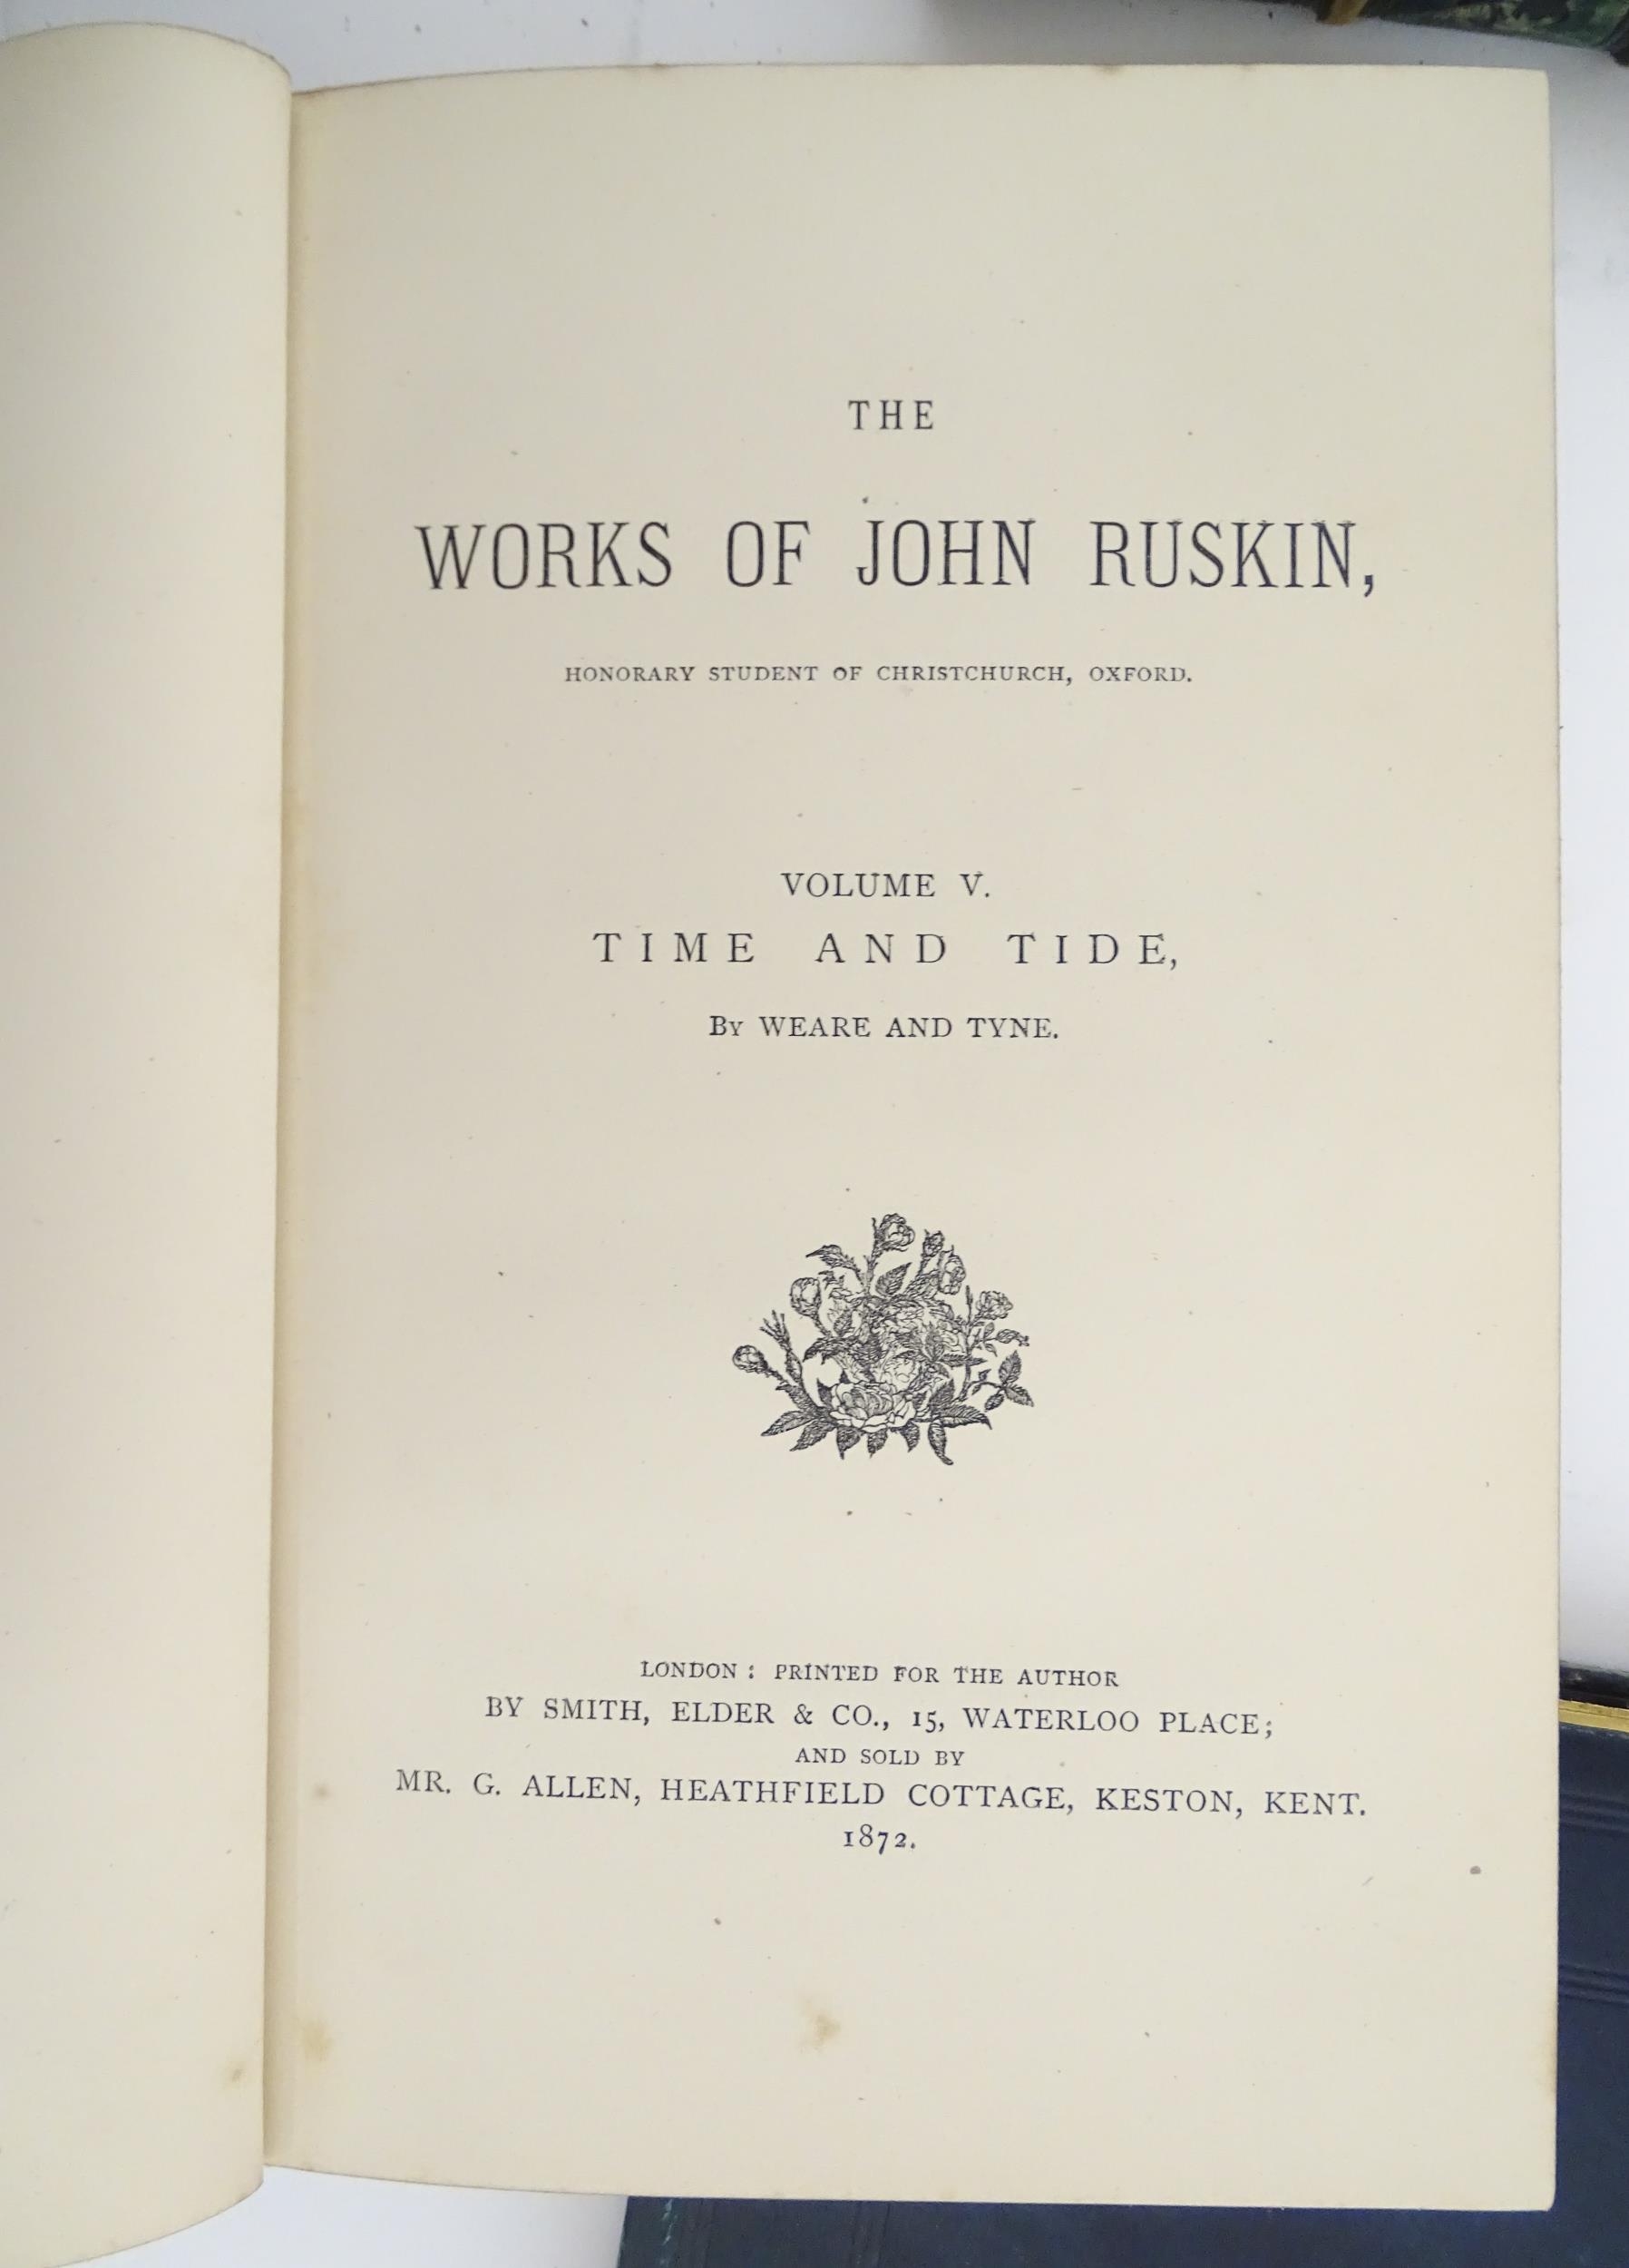 THE
WORKS OF JOHN RUSKIN,
HONORARY STUDENT OF CHRISTCHURCH, OXFORD.
VOLUME V.
TIME AND TIDE,
By WEARE AND TYNE.
LONDON: PRINTED FOR THE AUTHOR
BY SMITH, ELDER & CO., 15, WATERLOO PLACE;
AND SOLD BY
MR. G. ALLEN, HEATHFIELD COTTAGE, KESTON, KENT.
1872.